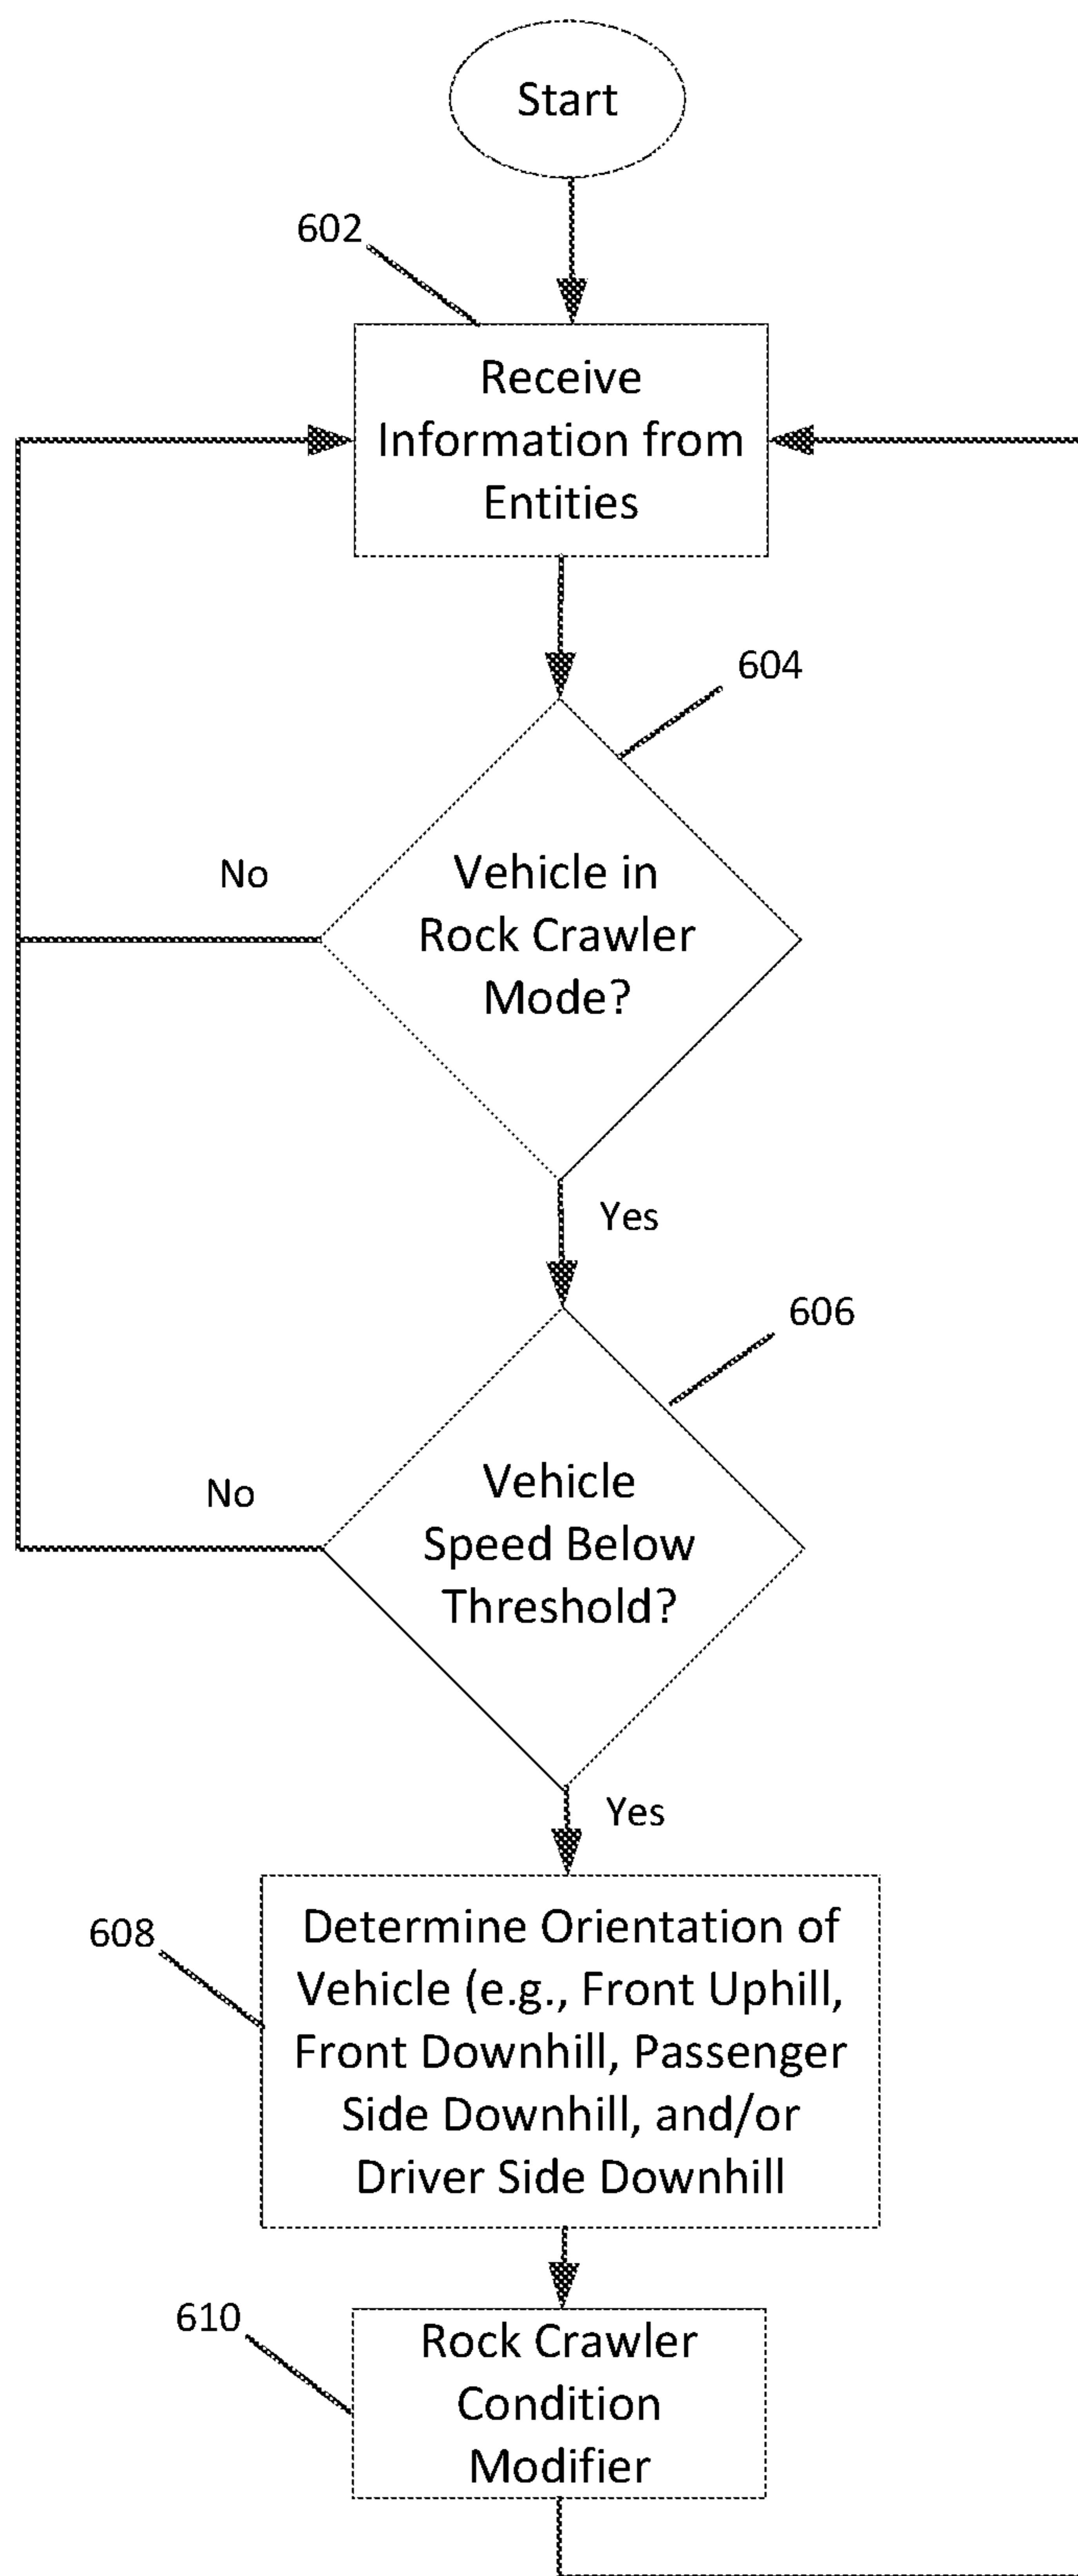 Start
602
Receive
Information from
Entities
604
Vehicle in
Rock Crawler
Mode?
No
Yes
606
Vehicle
Speed Below
Threshold?
No
Yes
608
Determine Orientation of
Vehicle (e.g., Front Uphill,
Front Downhill, Passenger
Side Downhill, and/or
Driver Side Downhill
610
Rock Crawler
Condition
Modifier